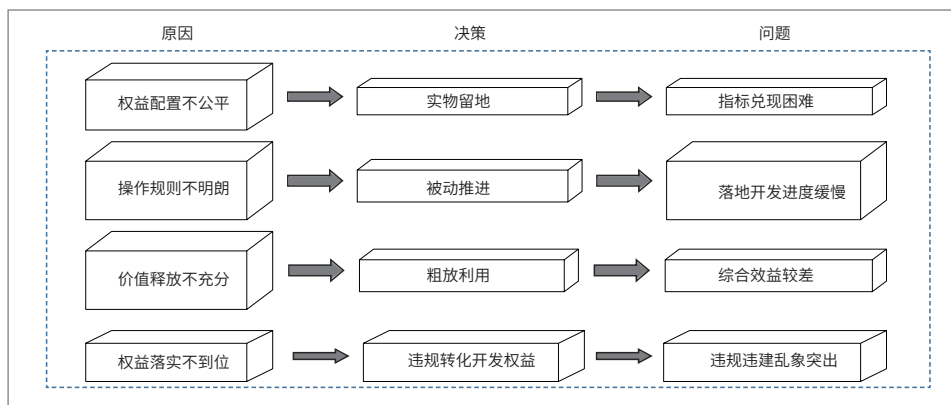 原因
决策
问题
权益配置不公平
实物留地
指标兑现困难
操作规则不明朗
被动推进
落地开发进度缓慢
价值释放不充分
粗放利用
综合效益较差
权益落实不到位
违规转化开发权益
违规违建乱象突出